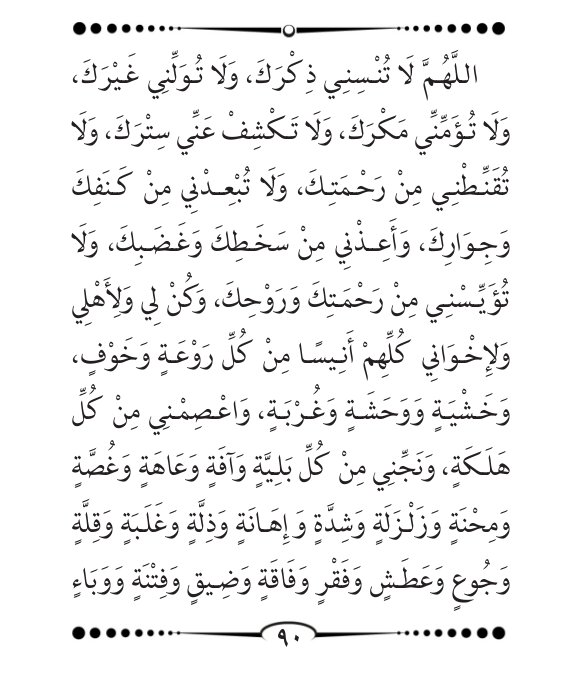 اللَّهُمَّ لَا تُنْسِنِي ذِكْرَكَ، وَلَا تُوَلِّنِي غَيْرَكَ،
وَلَا تُؤَمِّنِّي مَكْرَكَ، وَلَا تَكْشِفْ عَنِّي سِتْرَكَ، وَلَا
تُقَنِّطْنِي مِنْ رَحْمَتِكَ، وَلَا تُبْعِدْنِي مِنْ كَنَفِكَ
وَجِوَارِكَ، وَأَعِذْنِي مِنْ سَخَطِكَ وَغَضَبِكَ، وَلَا
تُؤَيِّسْنِي مِنْ رَحْمَتِكَ وَرَوْحِكَ، وَكُنْ لِي وَلِأَهْلِي
وَلِإِخْوَانِي كُلِّهِمْ أَنِيسًا مِنْ كُلِّ رَوْعَةٍ وَخَوْفٍ،
وَخَشْيَةٍ وَوَحَشَةٍ وَغُرْبَةٍ، وَاعْصِمْنِي مِنْ كُلِّ
هَلَكَةٍ، وَنَجِّنِي مِنْ كُلِّ بَلِيَّةٍ وَآفَةٍ وَعَاهَةٍ وَغُصَّةٍ
وَمِحْنَةٍ وَزَلْزَلَةٍ وَشِدَّةٍ وَإِهَانَةٍ وَذِلَّةٍ وَغَلَبَةٍ وَقِلَّةٍ
وَجُوعٍ وَعَطَشٍ وَفَقْرٍ وَفَاقَةٍ وَضِيقٍ وَفِتْنَةٍ وَوَبَاءٍ
٩٠